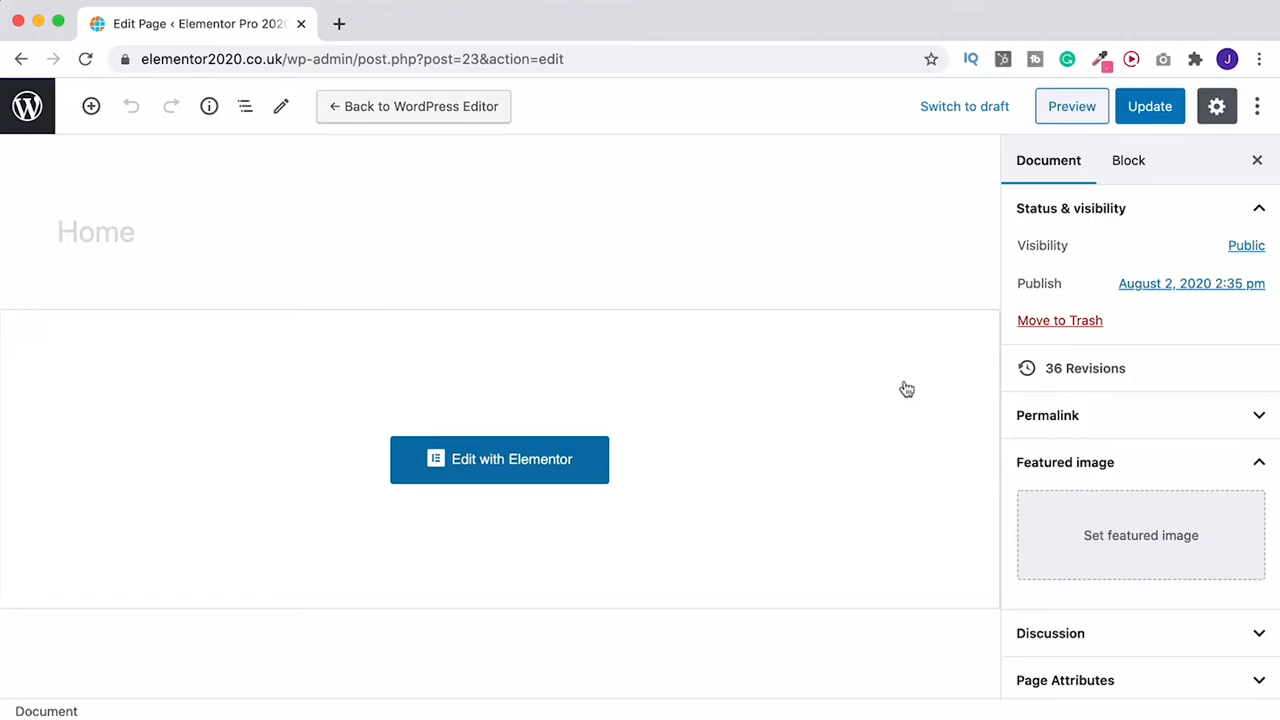 Edit Page ‹ Elementor Pro 2020
elementor2020.co.uk/wp-admin/post.php?post=23&action=edit
IQ
tb
G
J
← Back to WordPress Editor
Switch to draft
Preview
Update
Document
Block
Home
Status & visibility
Visibility
Public
Publish
August 2, 2020 2:35 pm
Move to Trash
36 Revisions
Permalink
Edit with Elementor
Featured image
Set featured image
Discussion
Page Attributes
Document